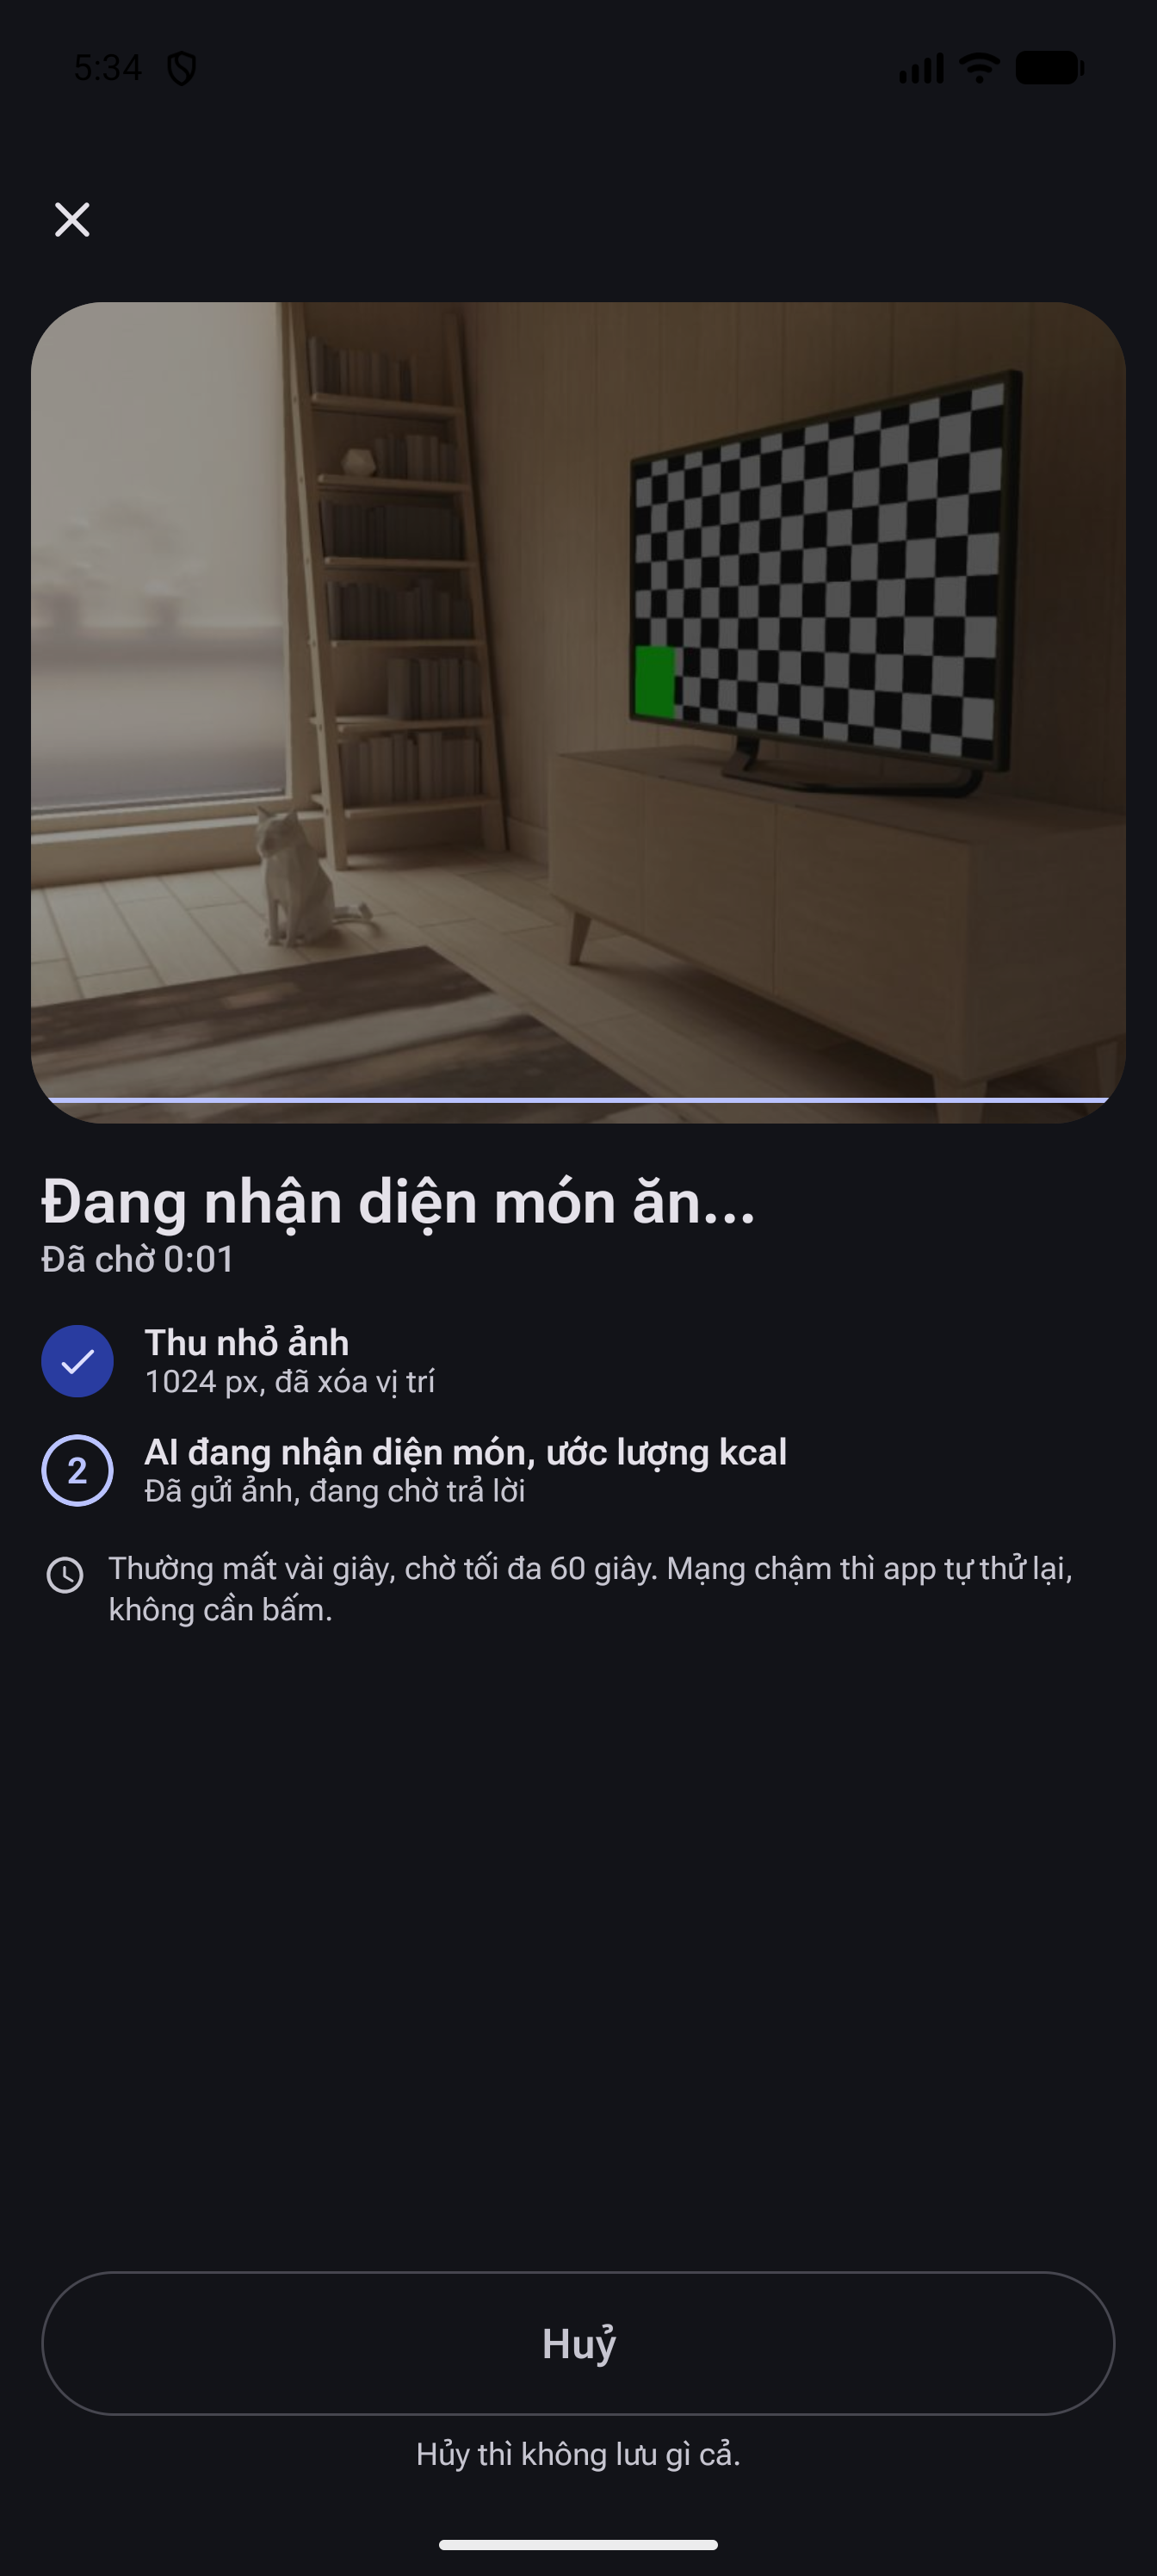 5:34
Đang nhận diện món ăn...
Đã chờ 0:01
Thu nhỏ ảnh
1024 px, đã xóa vị trí
2
AI đang nhận diện món, ước lượng kcal
Đã gửi ảnh, đang chờ trả lời
Thường mất vài giây, chờ tối đa 60 giây. Mạng chậm thì app tự thử lại,
không cần bấm.
Huỷ
Hủy thì không lưu gì cả.